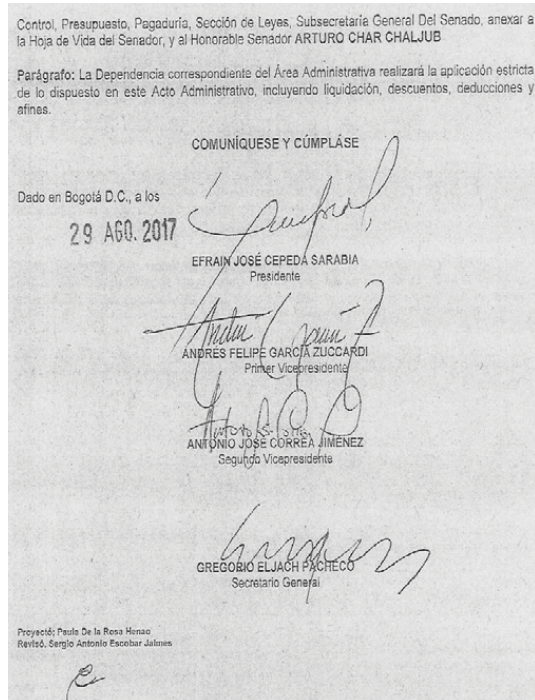 Control, Presupuesto, Pagaduría, Sección de Leyes, Subsecretaria General Del Senado, anexar a
la Hoja de Vida del Senador, y al Honorable Senador ARTURO CHAR CHALJUB
Parágrafo: La Dependencia correspondiente del Área Administrativa realizará la aplicación estricta
de lo dispuesto en este Acto Administrativo, incluyendo liquidación, descuentos, deducciones y
afines.
COMUNÍQUESE Y CÚMPLASE
Dado en Bogotá D.C., a los
29 AGO. 2017
EFRAIN JOSÉ CEPEDA SARABIA
Presidente
ANDRÉS FELIPE GARCÍA ZUCCARDI
Primer Vicepresidente
ANTONIO JOSÉ CORREA JIMÉNEZ
Segundo Vicepresidente
GREGORIO ELJACH PACHECO
Secretario General
Proyectó: Paula De la Rosa Henao
Revisó. Sergio Antonio Escobar Jaimes